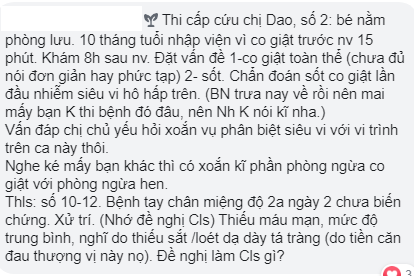 Thi cấp cứu chị Dao, số 2: bé nằm
phòng lưu. 10 tháng tuổi nhập viện vì co giật trước nv 15
phút. Khám 8h sau nv. Đặt vấn đề 1-co giật toàn thể (chưa đủ
nói đơn giản hay phức tạp) 2- sốt. Chẩn đoán sốt co giật lần
đầu nhiễm siêu vi hô hấp trên. (BN trưa nay về rồi nên mai
mấy bạn K thi bệnh đó đâu, nên Nh K nói kĩ nha.)
Vấn đáp chị chủ yếu hỏi xoắn vụ phân biệt siêu vi với vi trình
trên ca này thôi.
Nghe ké mấy bạn khác thì có xoắn kĩ phần phòng ngừa co
giật với phòng ngừa hen.
Thls: số 10-12. Bệnh tay chân miệng độ 2a ngày 2 chưa biến
chứng. Xử trí. (Nhớ đề nghị Cls) Thiếu máu mạn, mức độ
trung bình, nghĩ do thiếu sắt /loét dạ dày tá tràng (do tiền căn
đau thượng vị này nọ). Đề nghị làm Cls gì?
3